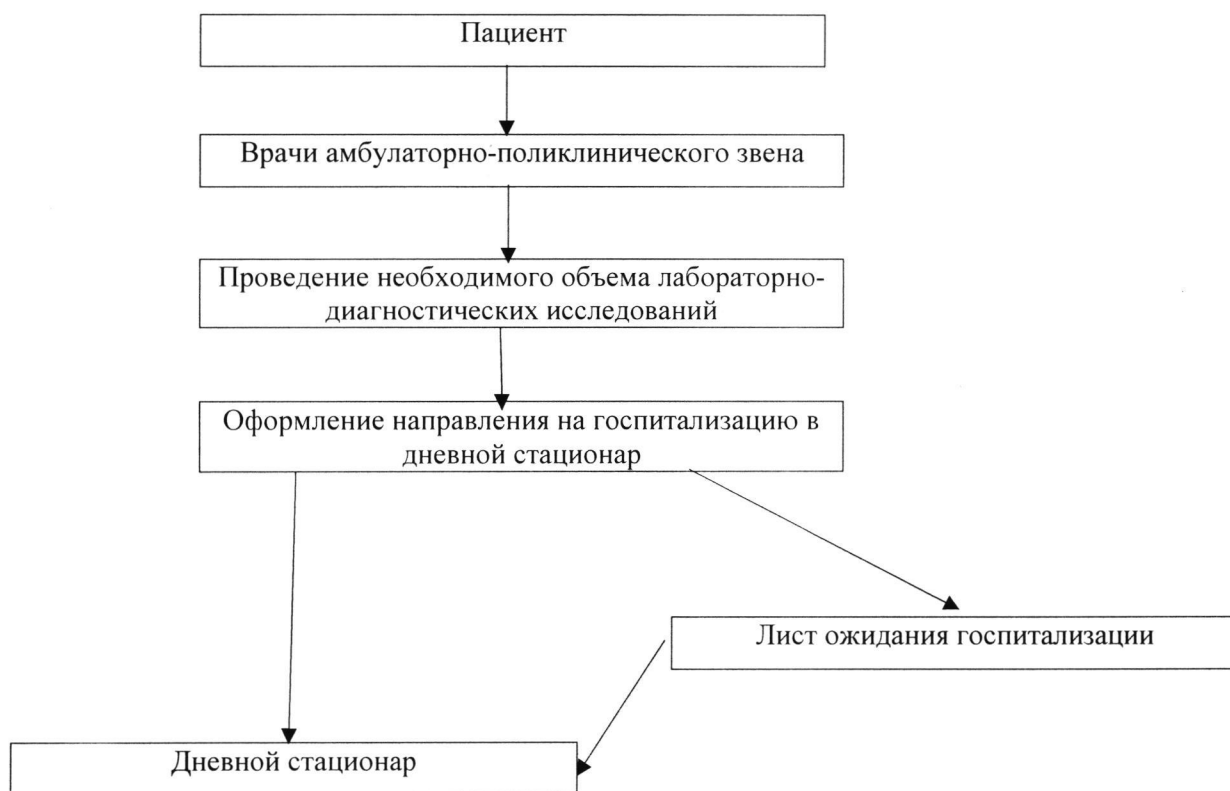 Пациент
Врачи амбулаторно-поликлинического звена
Проведение необходимого объема лабораторно-
диагностических исследований
Оформление направления на госпитализацию в
дневной стационар
Лист ожидания госпитализации
Дневной стационар